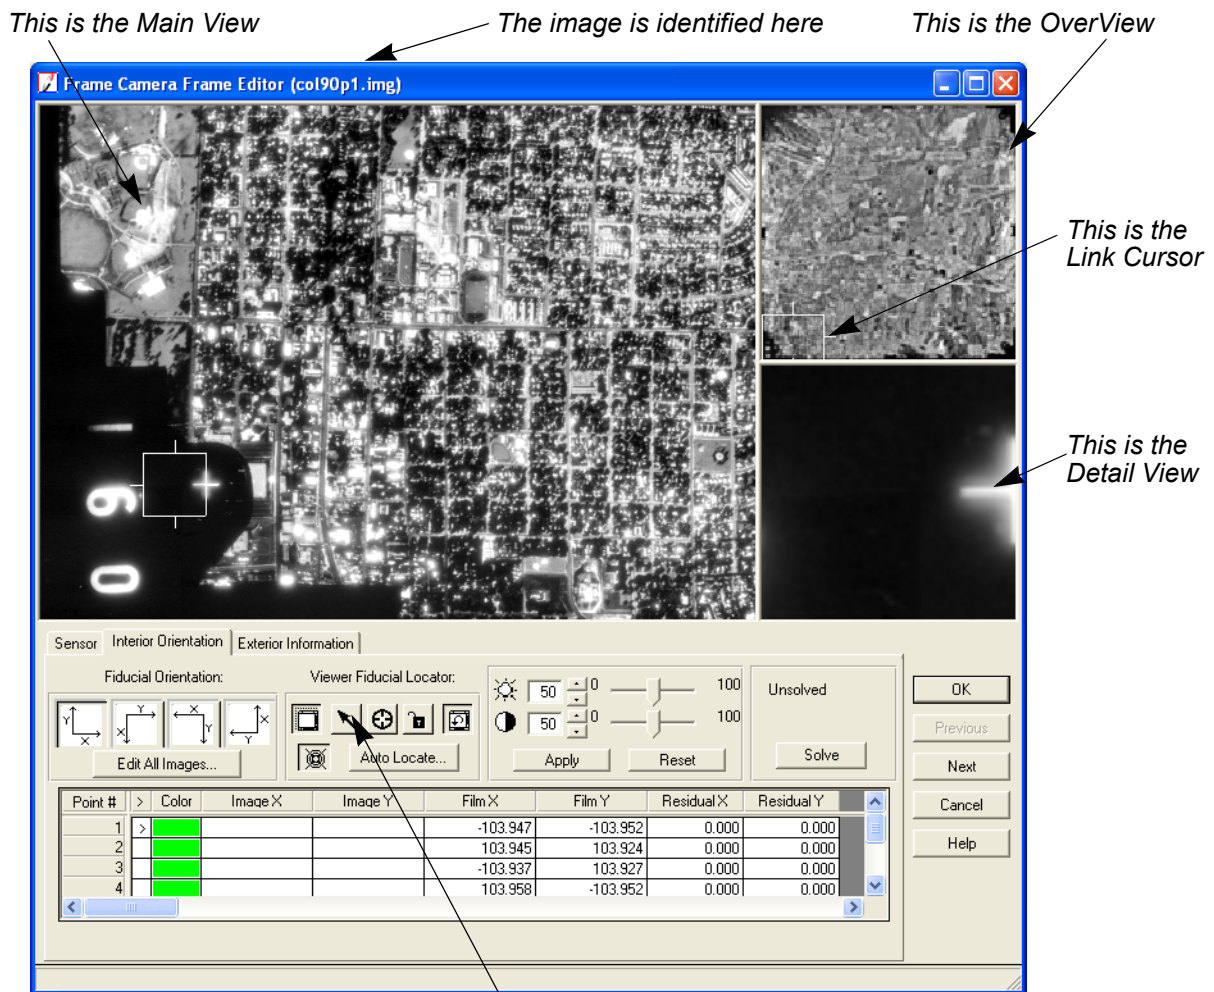 This is the Main View
The image is identified here
This is the OverView
Frame Camera Frame Editor (col90p1.img)
This is the
Link Cursor
This is the
Detail View
9
0
Sensor Interior Orientation Exterior Information
Fiducial Orientation:
Viewer Fiducial Locator:
Y X
Y X
X Y
X Y
Edit All Images...
Auto Locate...
50 0 100
50 0 100
Apply Reset
Unsolved
Solve
OK
Previous
Next
Cancel
Help
Point # > Color Image X Image Y Film X Film Y Residual X Residual Y
1 > -103.947 -103.952 0.000 0.000
2 103.945 103.924 0.000 0.000
3 -103.937 103.927 0.000 0.000
4 103.958 -103.952 0.000 0.000